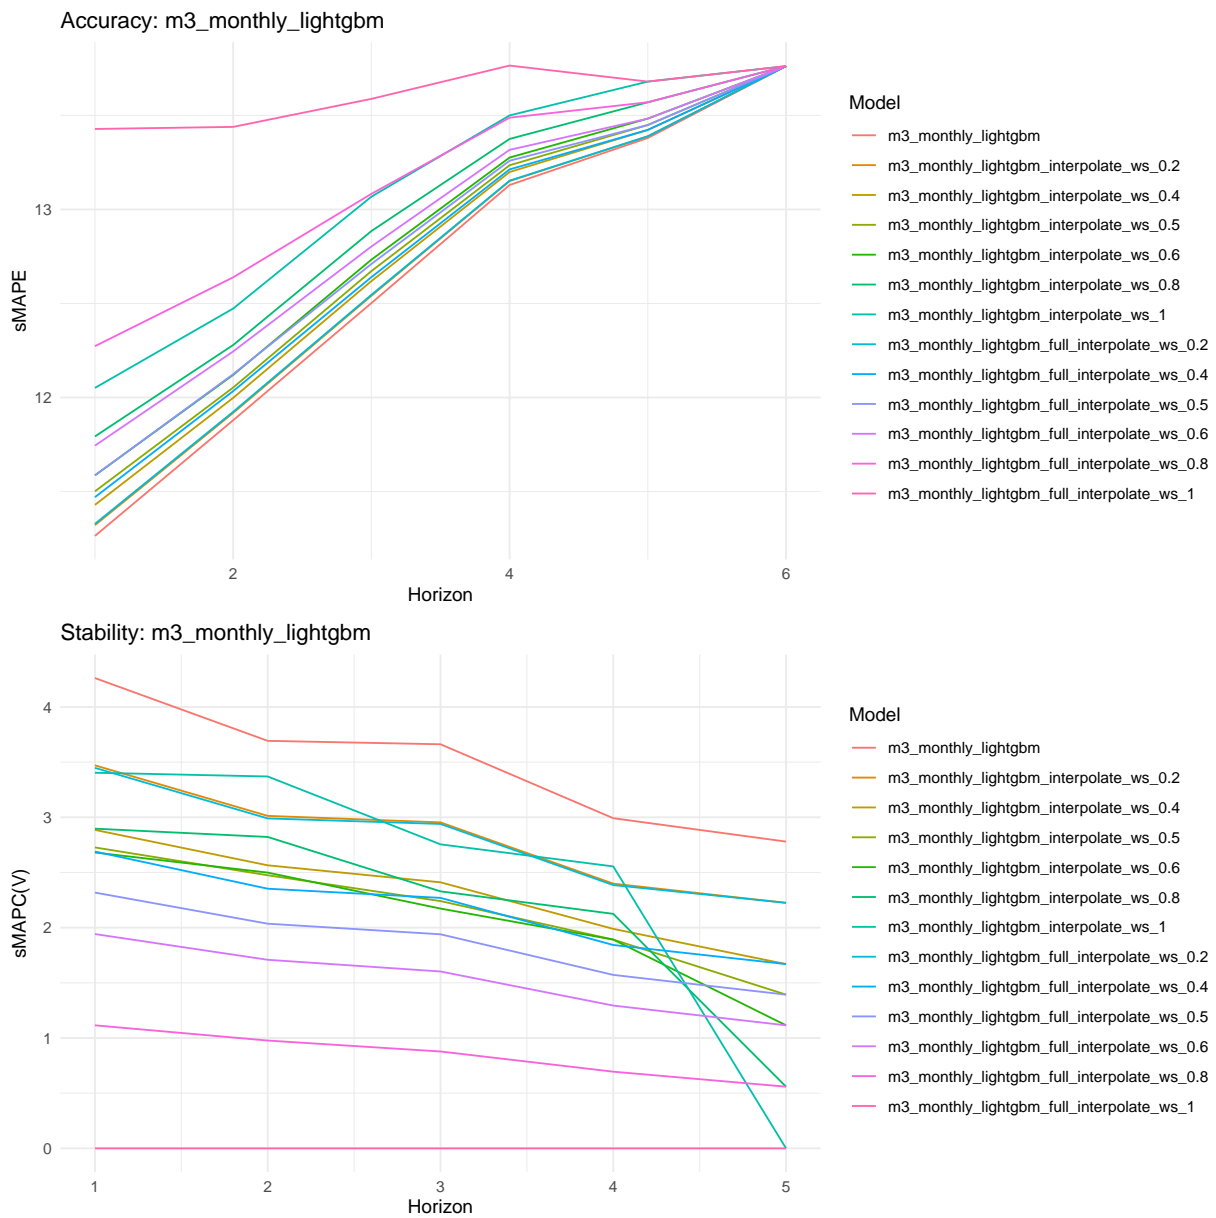 Accuracy: m3_monthly_lightgbm
13
12
sMAPE
2
4
6
Horizon
Model
m3_monthly_lightgbm
m3_monthly_lightgbm_interpolate_ws_0.2
m3_monthly_lightgbm_interpolate_ws_0.4
m3_monthly_lightgbm_interpolate_ws_0.5
m3_monthly_lightgbm_interpolate_ws_0.6
m3_monthly_lightgbm_interpolate_ws_0.8
m3_monthly_lightgbm_interpolate_ws_1
m3_monthly_lightgbm_full_interpolate_ws_0.2
m3_monthly_lightgbm_full_interpolate_ws_0.4
m3_monthly_lightgbm_full_interpolate_ws_0.5
m3_monthly_lightgbm_full_interpolate_ws_0.6
m3_monthly_lightgbm_full_interpolate_ws_0.8
m3_monthly_lightgbm_full_interpolate_ws_1
Stability: m3_monthly_lightgbm
4
3
2
1
0
sMAPC(V)
1
2
3
4
5
Horizon
Model
m3_monthly_lightgbm
m3_monthly_lightgbm_interpolate_ws_0.2
m3_monthly_lightgbm_interpolate_ws_0.4
m3_monthly_lightgbm_interpolate_ws_0.5
m3_monthly_lightgbm_interpolate_ws_0.6
m3_monthly_lightgbm_interpolate_ws_0.8
m3_monthly_lightgbm_interpolate_ws_1
m3_monthly_lightgbm_full_interpolate_ws_0.2
m3_monthly_lightgbm_full_interpolate_ws_0.4
m3_monthly_lightgbm_full_interpolate_ws_0.5
m3_monthly_lightgbm_full_interpolate_ws_0.6
m3_monthly_lightgbm_full_interpolate_ws_0.8
m3_monthly_lightgbm_full_interpolate_ws_1